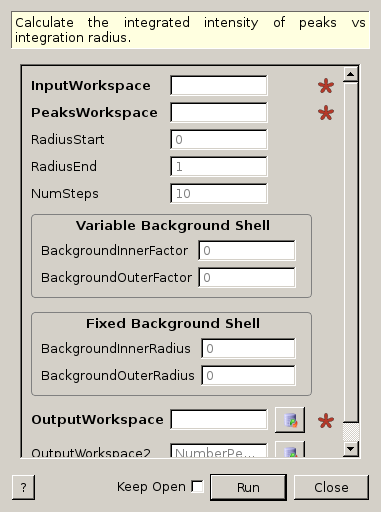 Calculate the integrated intensity of peaks vs
integration radius.
InputWorkspace
PeaksWorkspace
RadiusStart 0
RadiusEnd 1
NumSteps 10
Variable Background Shell
BackgroundInnerFactor 0
BackgroundOuterFactor 0
Fixed Background Shell
BackgroundInnerRadius 0
BackgroundOuterRadius 0
OutputWorkspace
OutputWorkspace2 NumberPe...
? Keep Open Run Close